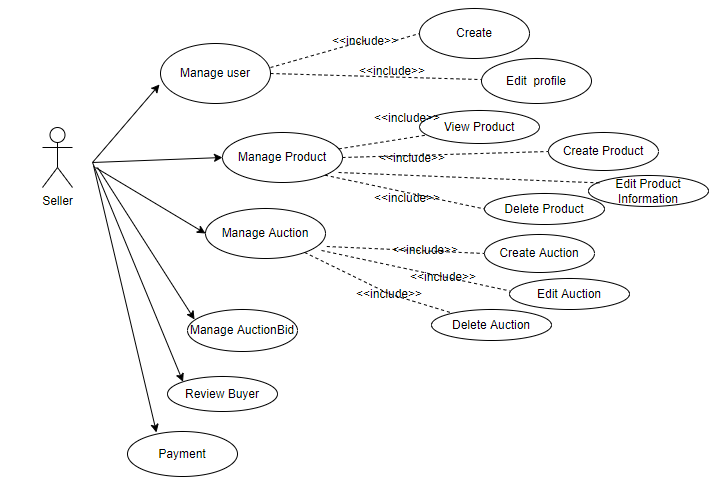 Create
<<include>>
Manage user
<<include>>
Edit profile
<<include>>
View Product
Manage Product
<<include>>
Create Product
Edit Product
Information
Seller
<<include>>
Delete Product
Manage Auction
<<include>>
Create Auction
<<include>>
Edit Auction
<<include>>
Delete Auction
Manage AuctionBid
Review Buyer
Payment